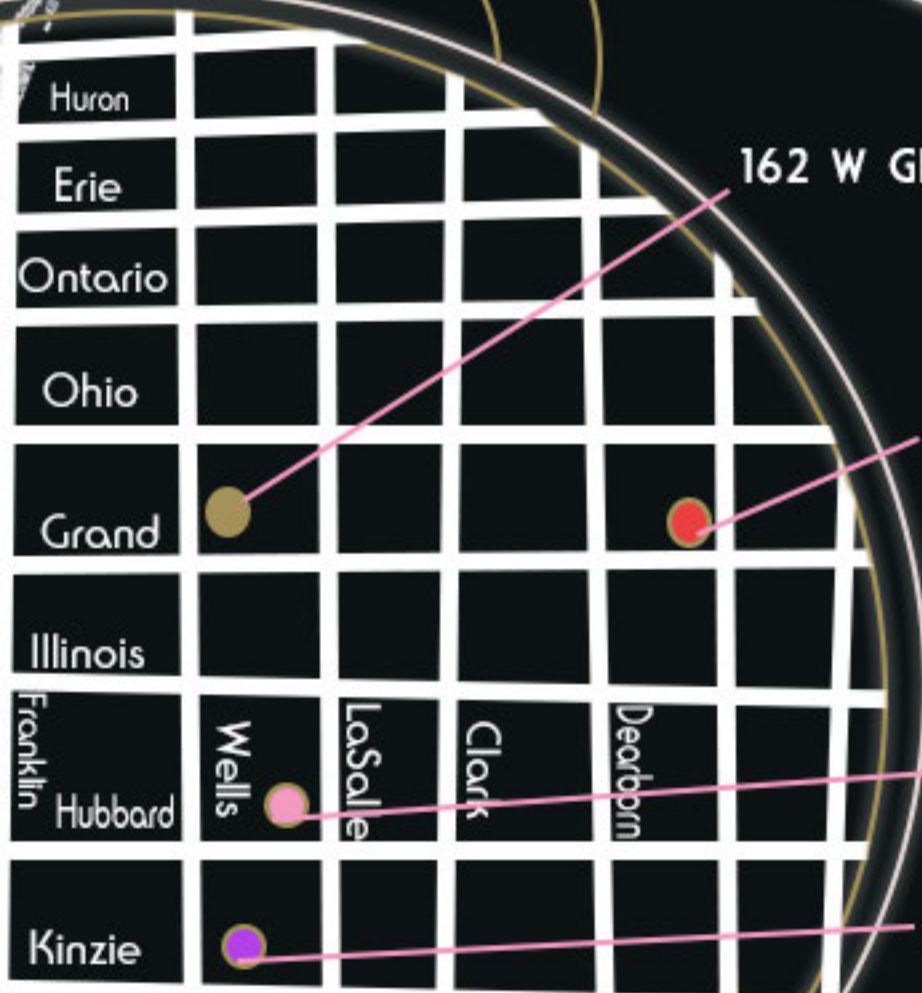 Huron
162 W
Erie
Ontario
Ohio
Grand
Illinois
Franklin
Wells
LaSalle
Clark
Dearborn
Hubbard
Kinzie